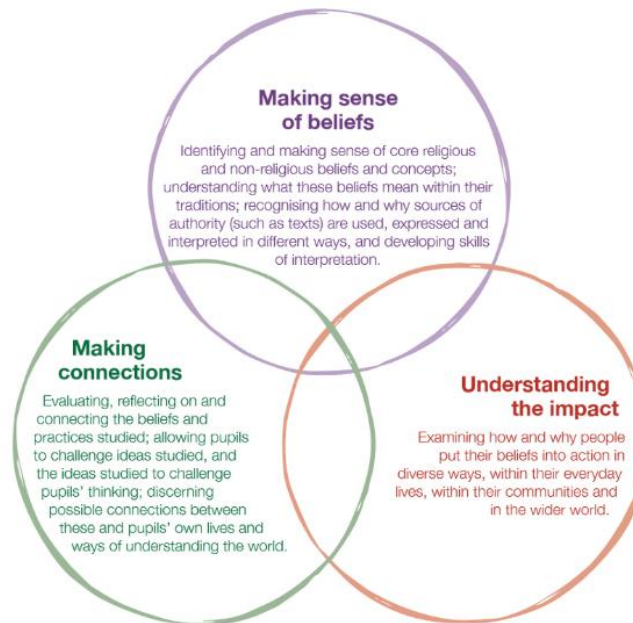 Making sense
of beliefs
Identifying and making sense of core religious
and non-religious beliefs and concepts;
understanding what these beliefs mean within their
traditions; recognising how and why sources of
authority (such as texts) are used, expressed and
interpreted in different ways, and developing skills
of interpretation.
Making
connections
Evaluating, reflecting on and
connecting the beliefs and
practices studied; allowing pupils
to challenge ideas studied, and
the ideas studied to challenge
pupils’ thinking; discerning
possible connections between
these and pupils’ own lives and
ways of understanding the world.
Understanding
the impact
Examining how and why people
put their beliefs into action in
diverse ways, within their everyday
lives, within their communities and
in the wider world.